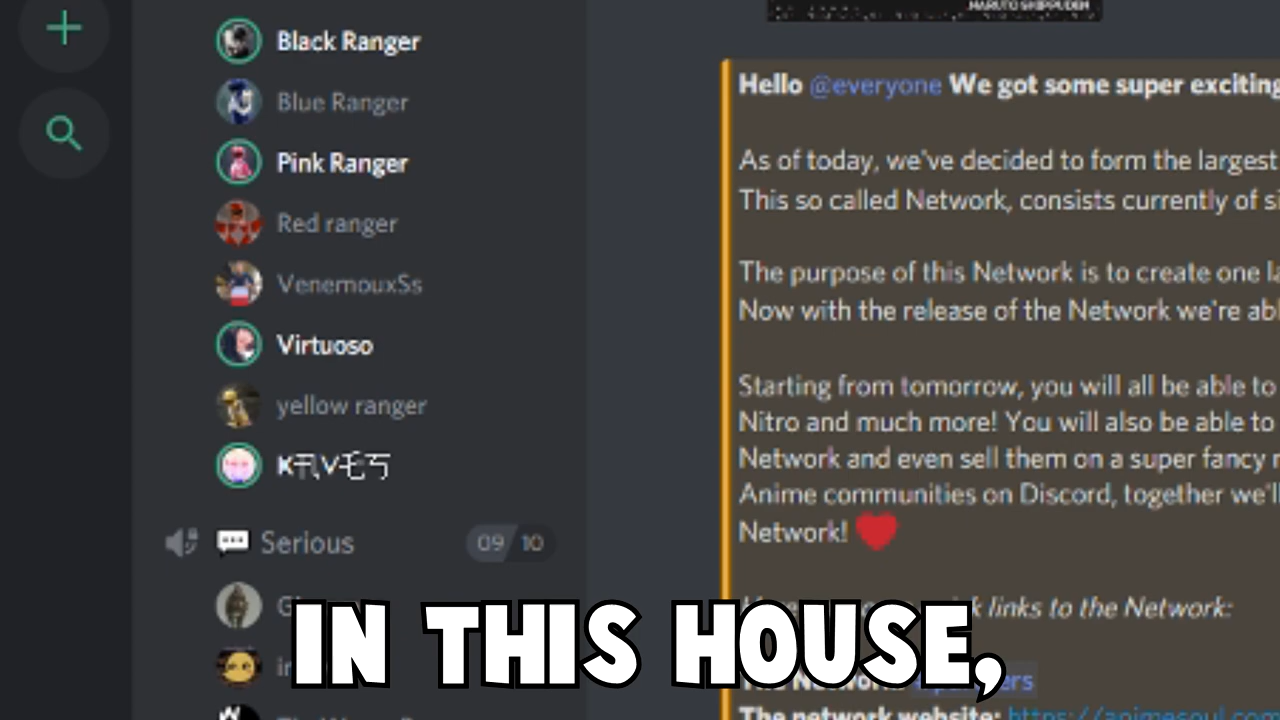 Black Ranger
Blue Ranger
Pink Ranger
Red ranger
VenemouxSs
Virtuoso
yellow ranger
Serious
09 10
NARUTO SHIPPUDEN
Hello @everyone We got some super exciting
As of today, we've decided to form the largest
This so called Network, consists currently of si
The purpose of this Network is to create one la
Now with the release of the Network we're abl
Starting from tomorrow, you will all be able to
Nitro and much more! You will also be able to
Network and even sell them on a super fancy
Anime communities on Discord, together we'll
Network! ❤
links to the Network:
The network website: https://animesoul.com
IN THIS HOUSE,